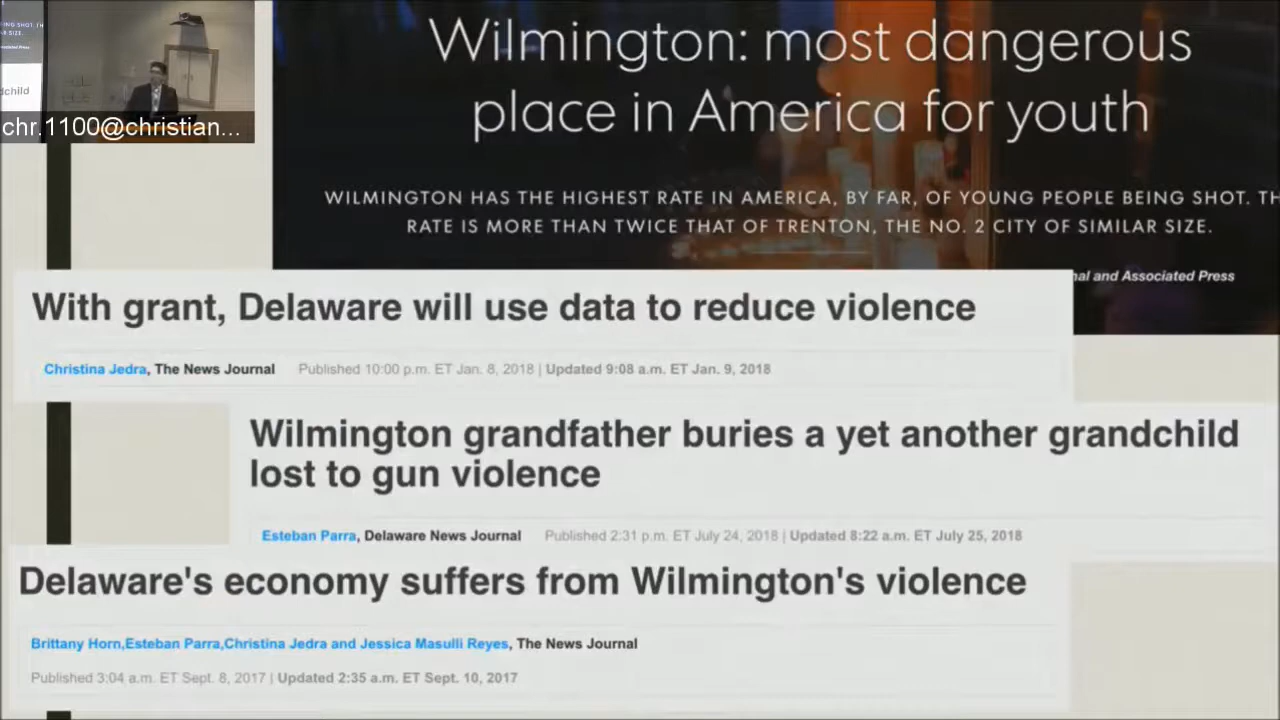 Wilmington: most dangerous
place in America for youth
WILMINGTON HAS THE HIGHEST RATE IN AMERICA, BY FAR, OF YOUNG PEOPLE BEING SHOT. TH
RATE IS MORE THAN TWICE THAT OF TRENTON, THE NO. 2 CITY OF SIMILAR SIZE.
nal and Associated Press
chr.1100@christian...
With grant, Delaware will use data to reduce violence
Christina Jedra, The News Journal Published 10:00 p.m. ET Jan. 8, 2018 | Updated 9:08 a.m. ET Jan. 9, 2018
Wilmington grandfather buries a yet another grandchild
lost to gun violence
Esteban Parra, Delaware News Journal Published 2:31 p.m. ET July 24, 2018 | Updated 8:22 a.m. ET July 25, 2018
Delaware's economy suffers from Wilmington's violence
Brittany Horn,Esteban Parra,Christina Jedra and Jessica Masulli Reyes, The News Journal
Published 3:04 a.m. ET Sept. 8, 2017 | Updated 2:35 a.m. ET Sept. 10, 2017